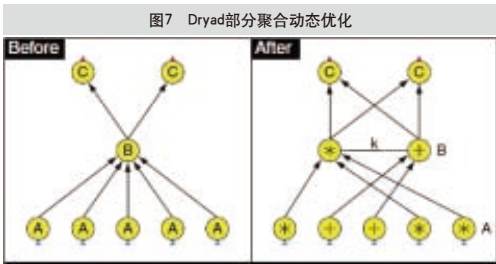 图7 Dryad部分聚合动态优化
Before
After
C C
C C
B
* k + B
A A A A A
* + + * * A